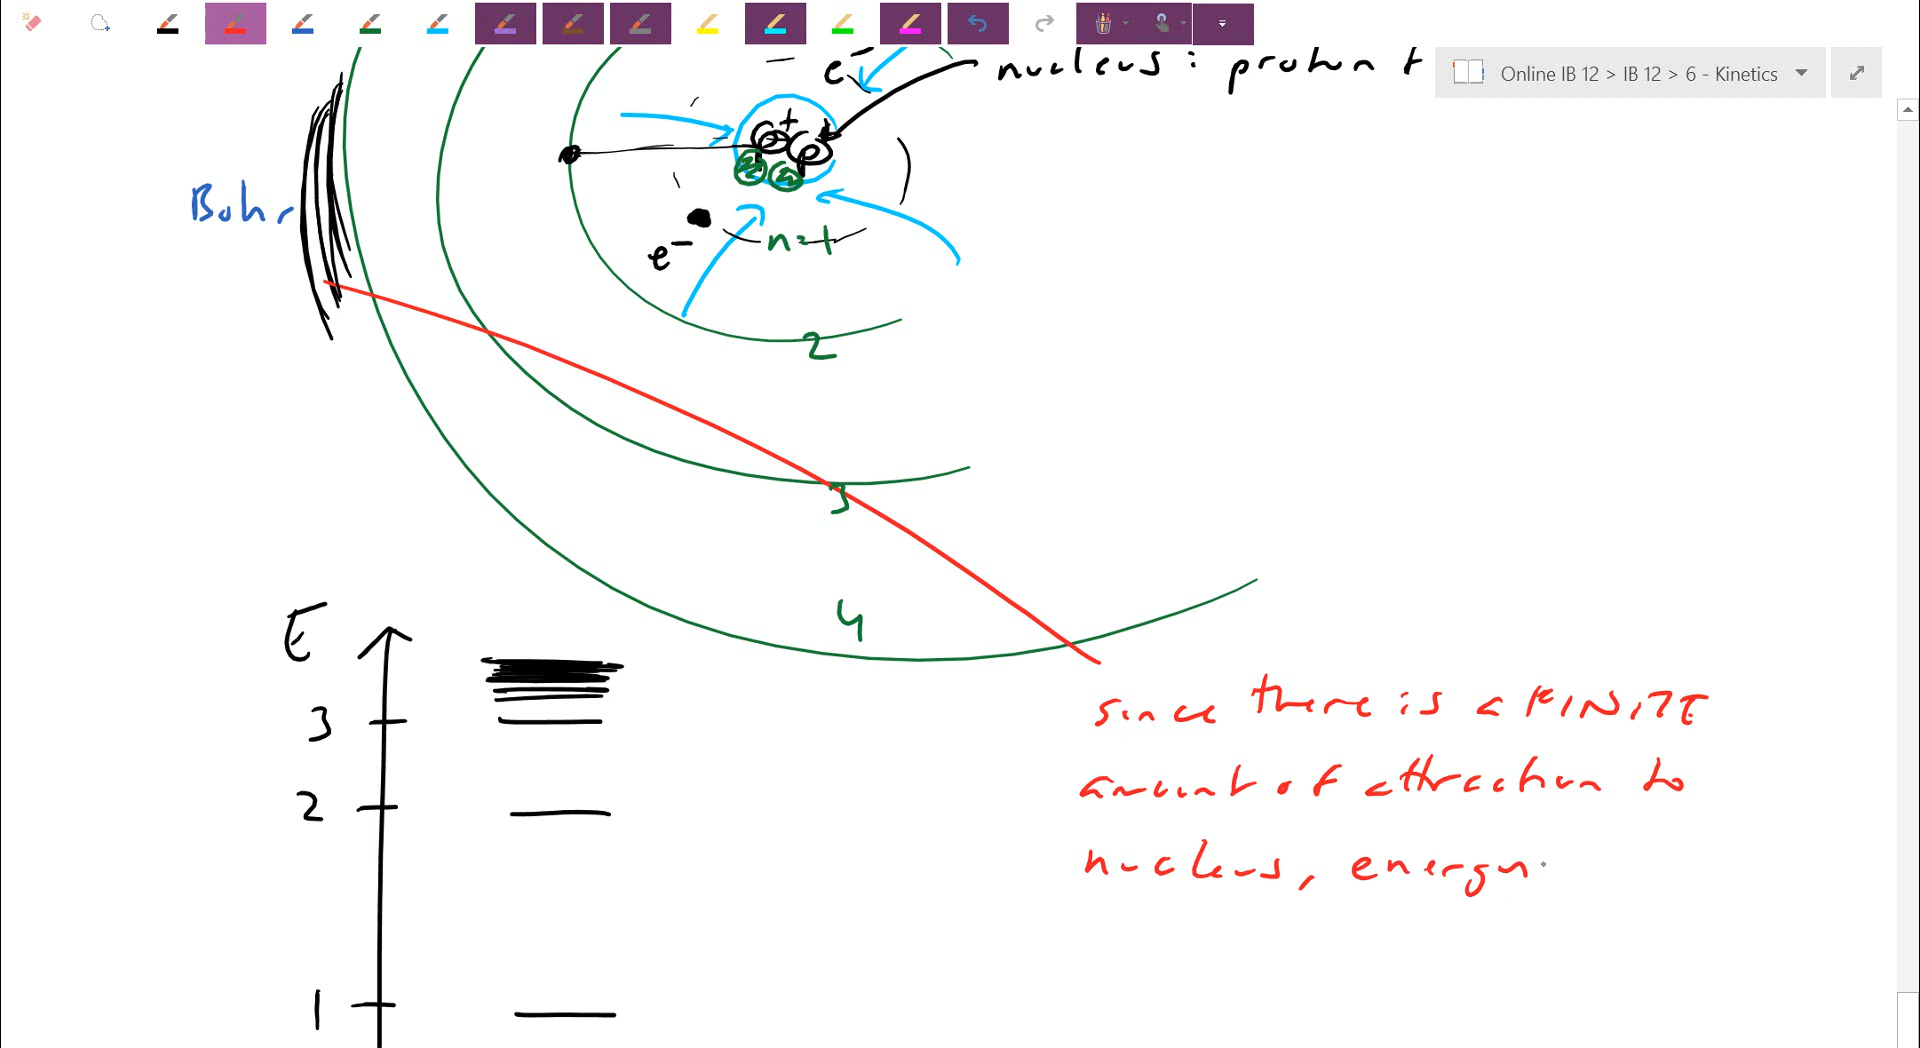 e⁻
nucleus : proton +
Online IB 12 > IB 12 > 6 - Kinetics
+
Bohr
e⁻
n=1
2
3
4
E
3
since there is a FINITE
2
amount of attraction to
nucleus, energy
1